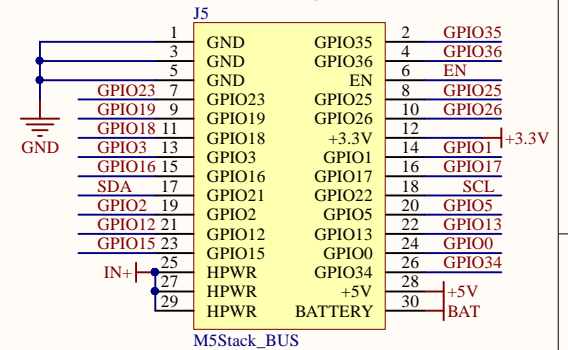 J5
1 GND GPIO35 2 GPIO35
3 GND GPIO36 4 GPIO36
5 GND EN 6 EN
GPIO23 7 GPIO23 GPIO25 8 GPIO25
GPIO19 9 GPIO19 GPIO26 10 GPIO26
GPIO18 11 GPIO18 +3.3V 12 +3.3V
GND
GPIO3 13 GPIO3 GPIO1 14 GPIO1
GPIO16 15 GPIO16 GPIO17 16 GPIO17
SDA 17 GPIO21 GPIO22 18 SCL
GPIO2 19 GPIO2 GPIO5 20 GPIO5
GPIO12 21 GPIO12 GPIO13 22 GPIO13
GPIO15 23 GPIO15 GPIO0 24 GPIO0
IN+ 25 HPWR GPIO34 26 GPIO34
27 HPWR +5V 28 +5V
29 HPWR BATTERY 30 BAT
M5Stack_BUS